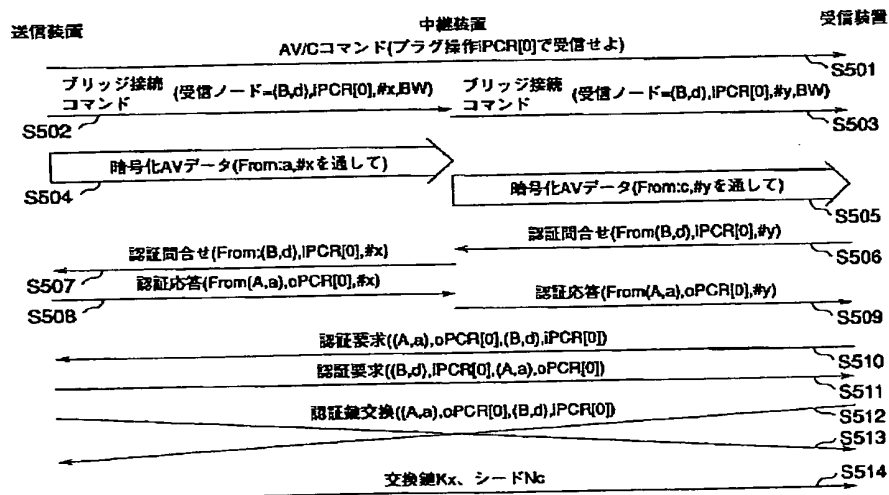 送信装置
中継装置
受信装置
AV/Cコマンド(プラグ操作iPCR[0]で受信せよ)
S501
ブリッジ接続
コマンド
(受信ノード=(B,d),iPCR[0],#x,BW)
ブリッジ接続
コマンド
(受信ノード=(B,d),iPCR[0],#y,BW)
S502
S503
暗号化AVデータ(From:a,#xを通して)
S504
暗号化AVデータ(From:c,#yを通して)
S505
認証問合せ(From(B,d),iPCR[0],#y)
S506
認証問合せ(From:(B,d),iPCR[0],#x)
S507
認証応答(From(A,a),oPCR[0],#x)
S508
認証応答(From(A,a),oPCR[0],#y)
S509
認証要求((A,a),oPCR[0],(B,d),iPCR[0])
S510
認証要求((B,d),iPCR[0],(A,a),oPCR[0])
S511
認証鍵交換((A,a),oPCR[0],(B,d),iPCR[0])
S512
S513
交換鍵Kx、シードNc
S514